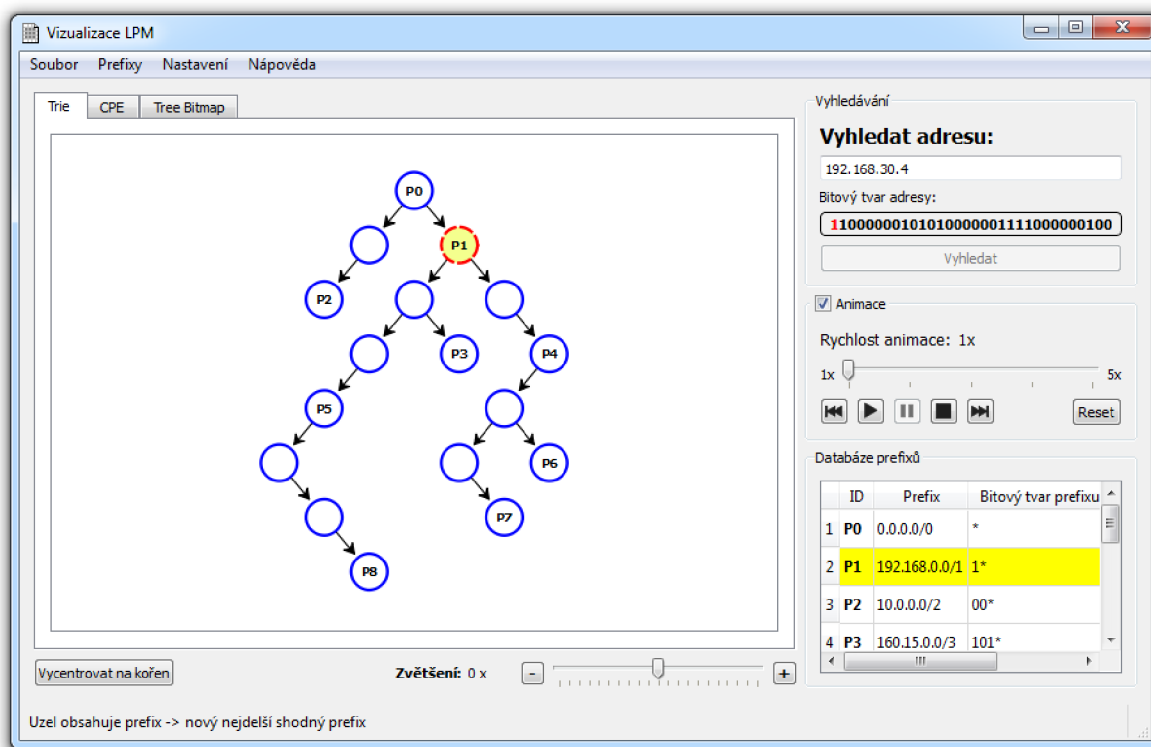 Vizualizace LPM
Soubor Prefixy Nastavení Nápověda
Trie CPE Tree Bitmap
P0
P1
P2
P3 P4
P5
P6
P7
P8
Vycentrovat na kořen
Zvětšení: 0 x
- +
Uzel obsahuje prefix -> nový nejdelší shodný prefix
Vyhledávání
Vyhledat adresu:
192.168.30.4
Bitový tvar adresy:
11000000101010000001111000000100
Vyhledat
Animace
Rychlost animace: 1x
1x 5x
Reset
Databáze prefixů
ID Prefix Bitový tvar prefixu
1 P0 0.0.0.0/0 *
2 P1 192.168.0.0/1 1*
3 P2 10.0.0.0/2 00*
4 P3 160.15.0.0/3 101*